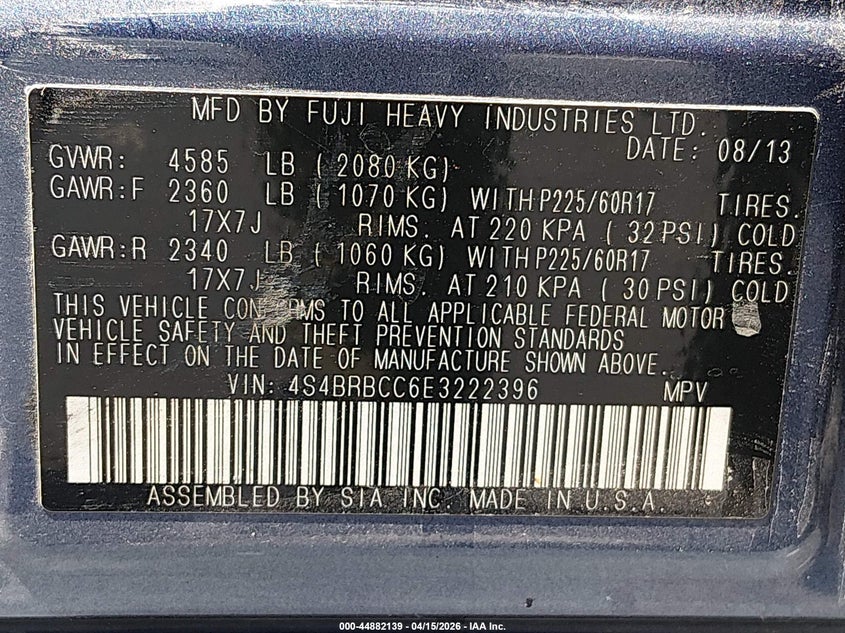 MFD BY FUJI HEAVY INDUSTRIES LTD.
DATE: 08/13
GVWR: 4585 LB ( 2080 KG)
GAWR:F 2360 LB ( 1070 KG) WITH P225/60R17 TIRES.
17X7J RIMS. AT 220 KPA ( 32 PSI) COLD
GAWR:R 2340 LB ( 1060 KG) WITH P225/60R17 TIRES.
17X7J RIMS. AT 210 KPA ( 30 PSI) COLD
THIS VEHICLE CONFORMS TO ALL APPLICABLE FEDERAL MOTOR
VEHICLE SAFETY AND THEFT PREVENTION STANDARDS
IN EFFECT ON THE DATE OF MANUFACTURE SHOWN ABOVE.
VIN: 4S4BRBCC6E3222396 MPV
ASSEMBLED BY SIA INC. MADE IN U.S.A.
000-44882139 - 04/15/2026 - IAA Inc.